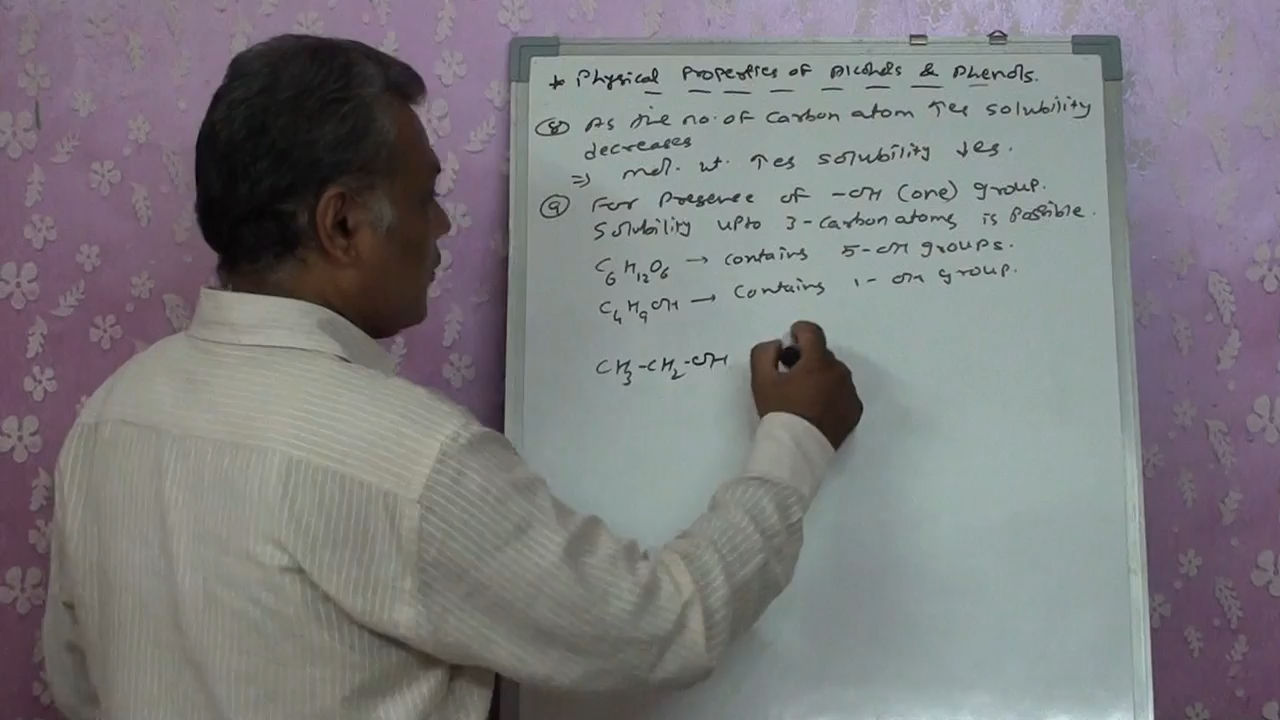 * Physical Properties of Alcohols & Phenols.
⑧ As the no. of carbon atom ↑es solubility
decreases
⇒ mol. wt. ↑es solubility ↓es.
⑨ For Presence of -OH (one) group.
Solubility upto 3-carbon atoms is Possible.
C₆H₁₂O₆ → contains 5-OH groups.
C₄H₉OH → Contains 1-OH group.
CH₃-CH₂-OH